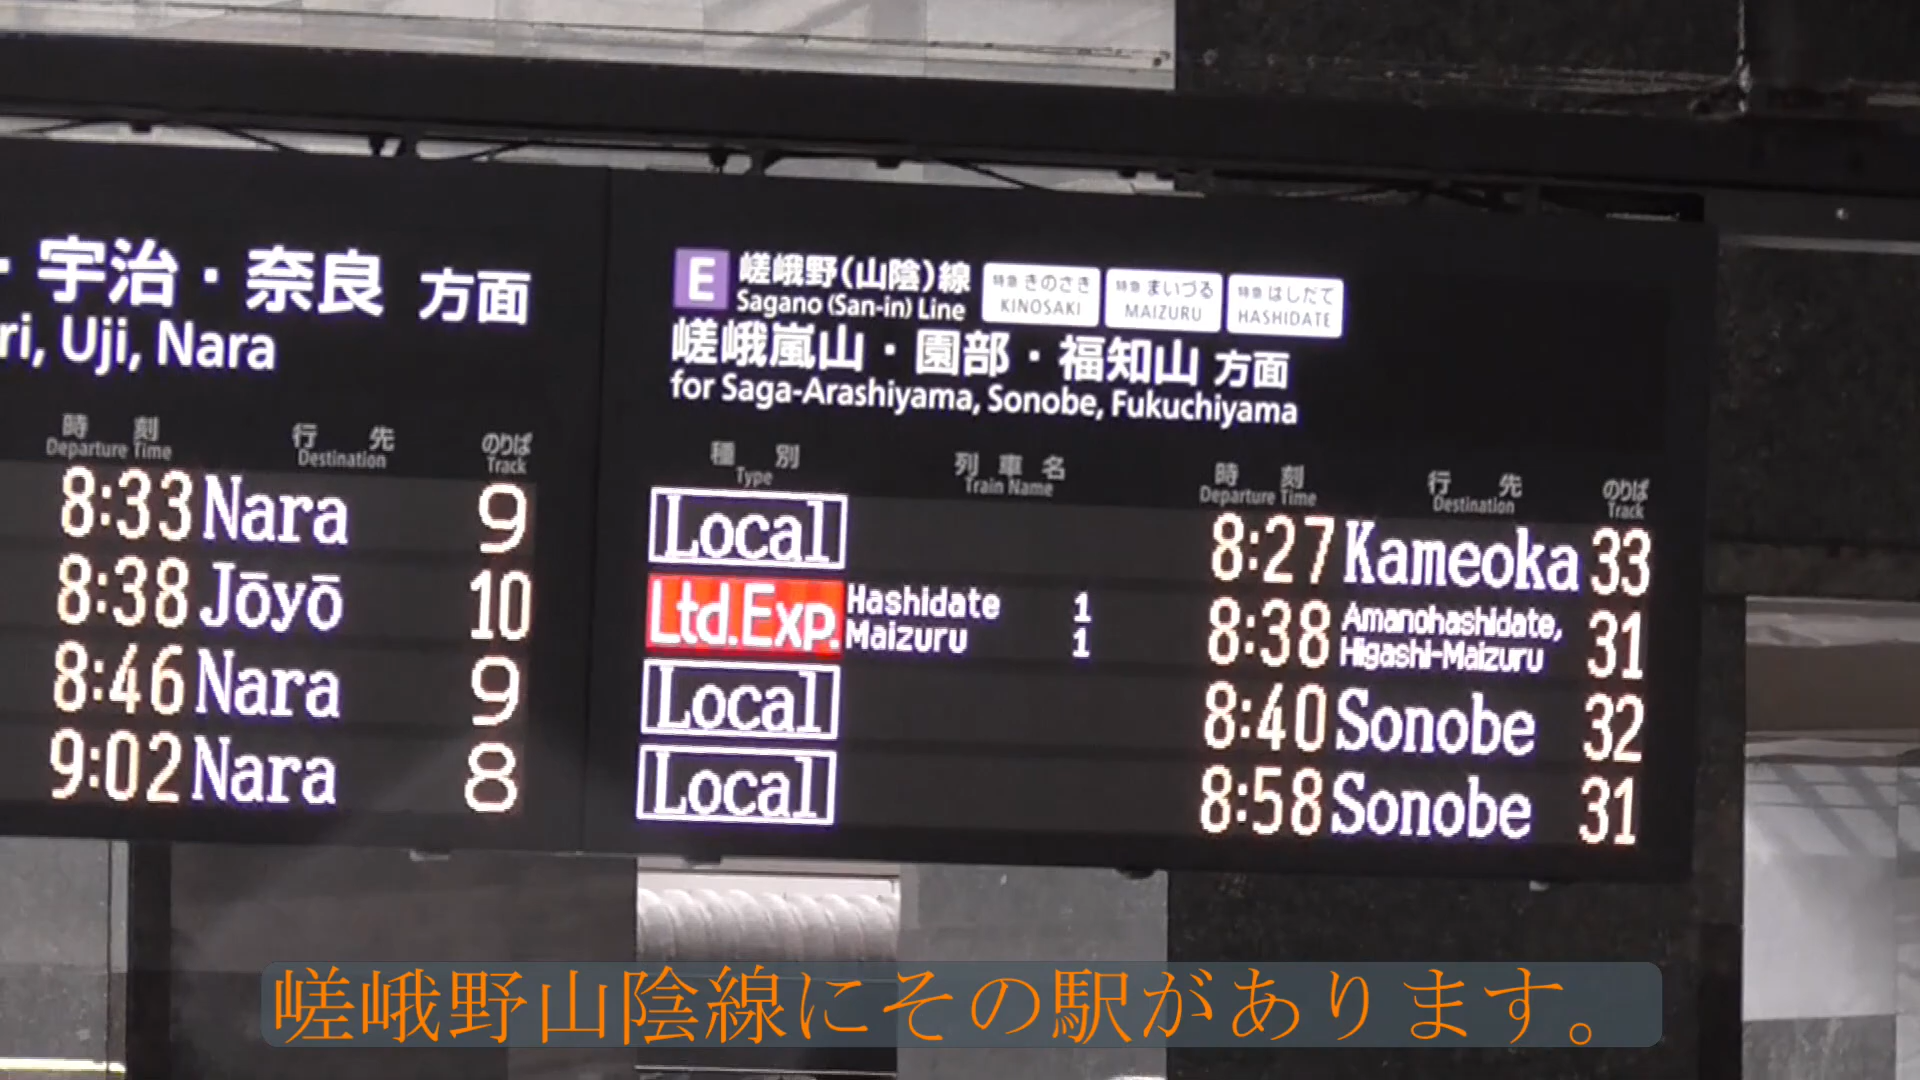 ・宇治・奈良 方面
ri, Uji, Nara
時刻 行先 のりば
Departure Time Destination Track
8:33 Nara 9
8:38 Jōyō 10
8:46 Nara 9
9:02 Nara 8
E 嵯峨野(山陰)線 特急 きのさき 特急 まいづる 特急 はしだて
Sagano (San-in) Line KINOSAKI MAIZURU HASHIDATE
嵯峨嵐山・園部・福知山 方面
for Saga-Arashiyama, Sonobe, Fukuchiyama
種別 列車名 時刻 行先 のりば
Type Train Name Departure Time Destination Track
Local 8:27 Kameoka 33
Ltd.Exp. Hashidate 1 8:38 Amanohashidate, 31
Maizuru 1 Higashi-Maizuru
Local 8:40 Sonobe 32
Local 8:58 Sonobe 31
嵯峨野山陰線にその駅があります。